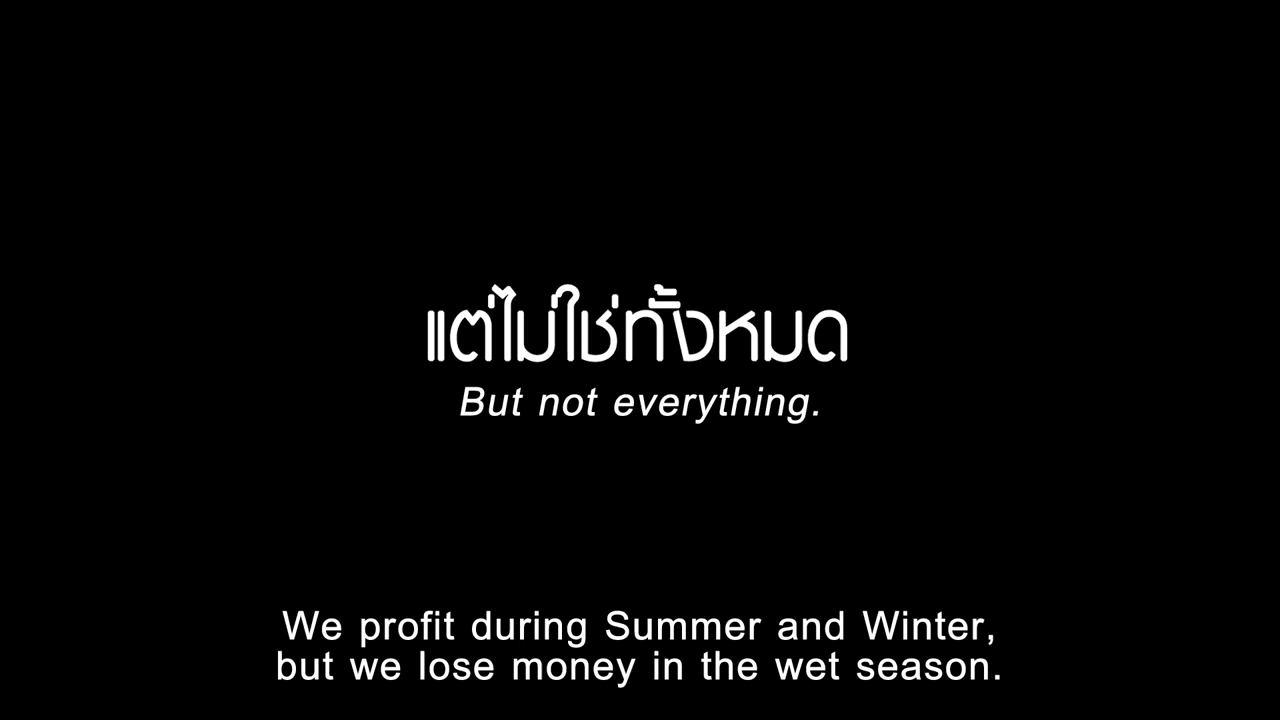 แต่ไม่ใช่ทั้งหมด
But not everything.
We profit during Summer and Winter,
but we lose money in the wet season.